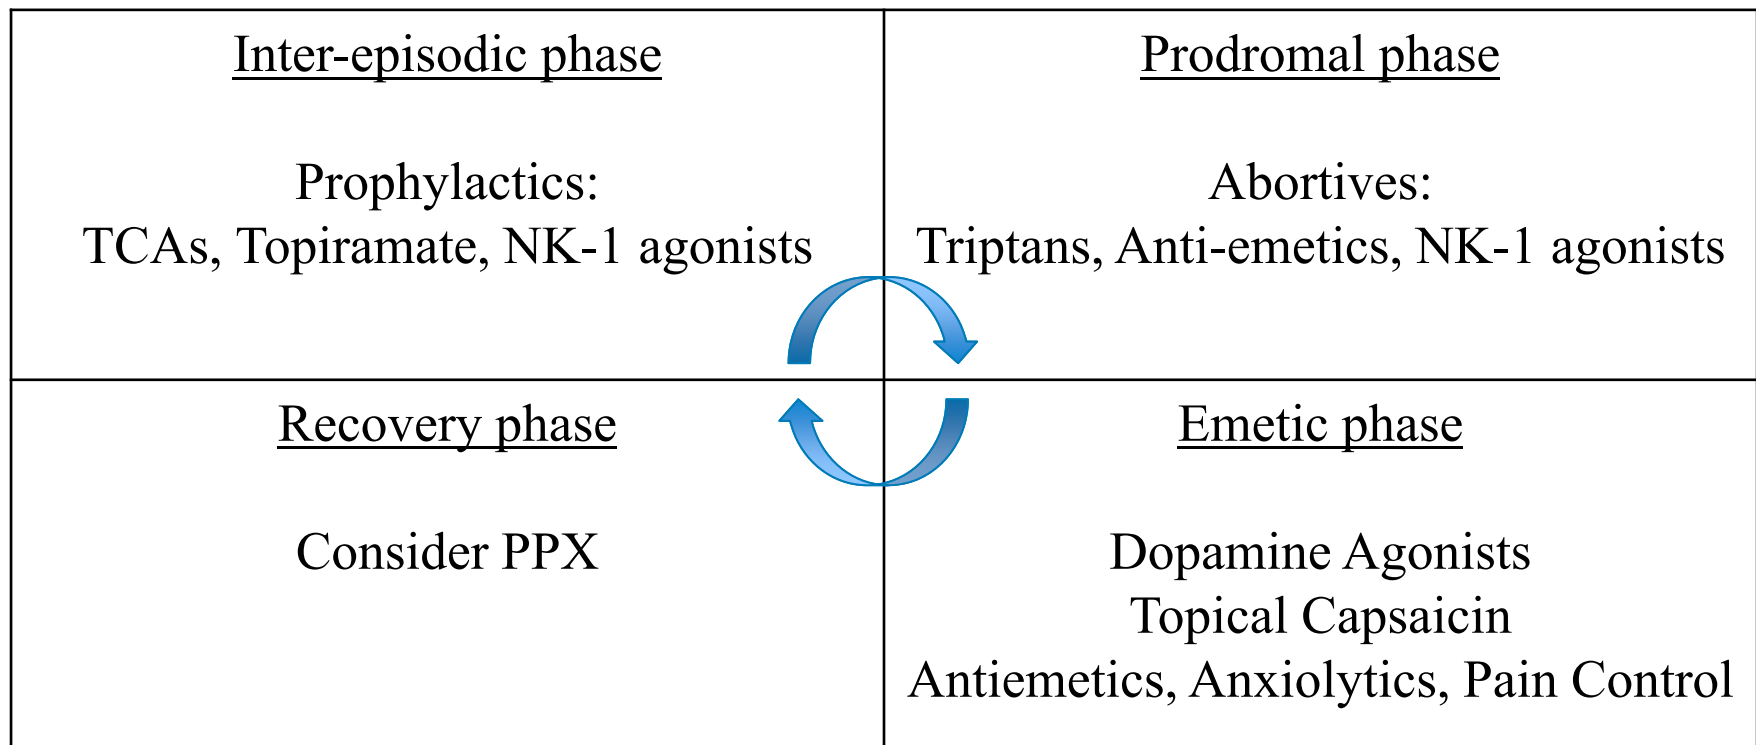 Inter-episodic phase
Prophylactics:
TCAs, Topiramate, NK-1 agonists
Prodromal phase
Abortives:
Triptans, Anti-emetics, NK-1 agonists
Recovery phase
Consider PPX
Emetic phase
Dopamine Agonists
Topical Capsaicin
Antiemetics, Anxiolytics, Pain Control